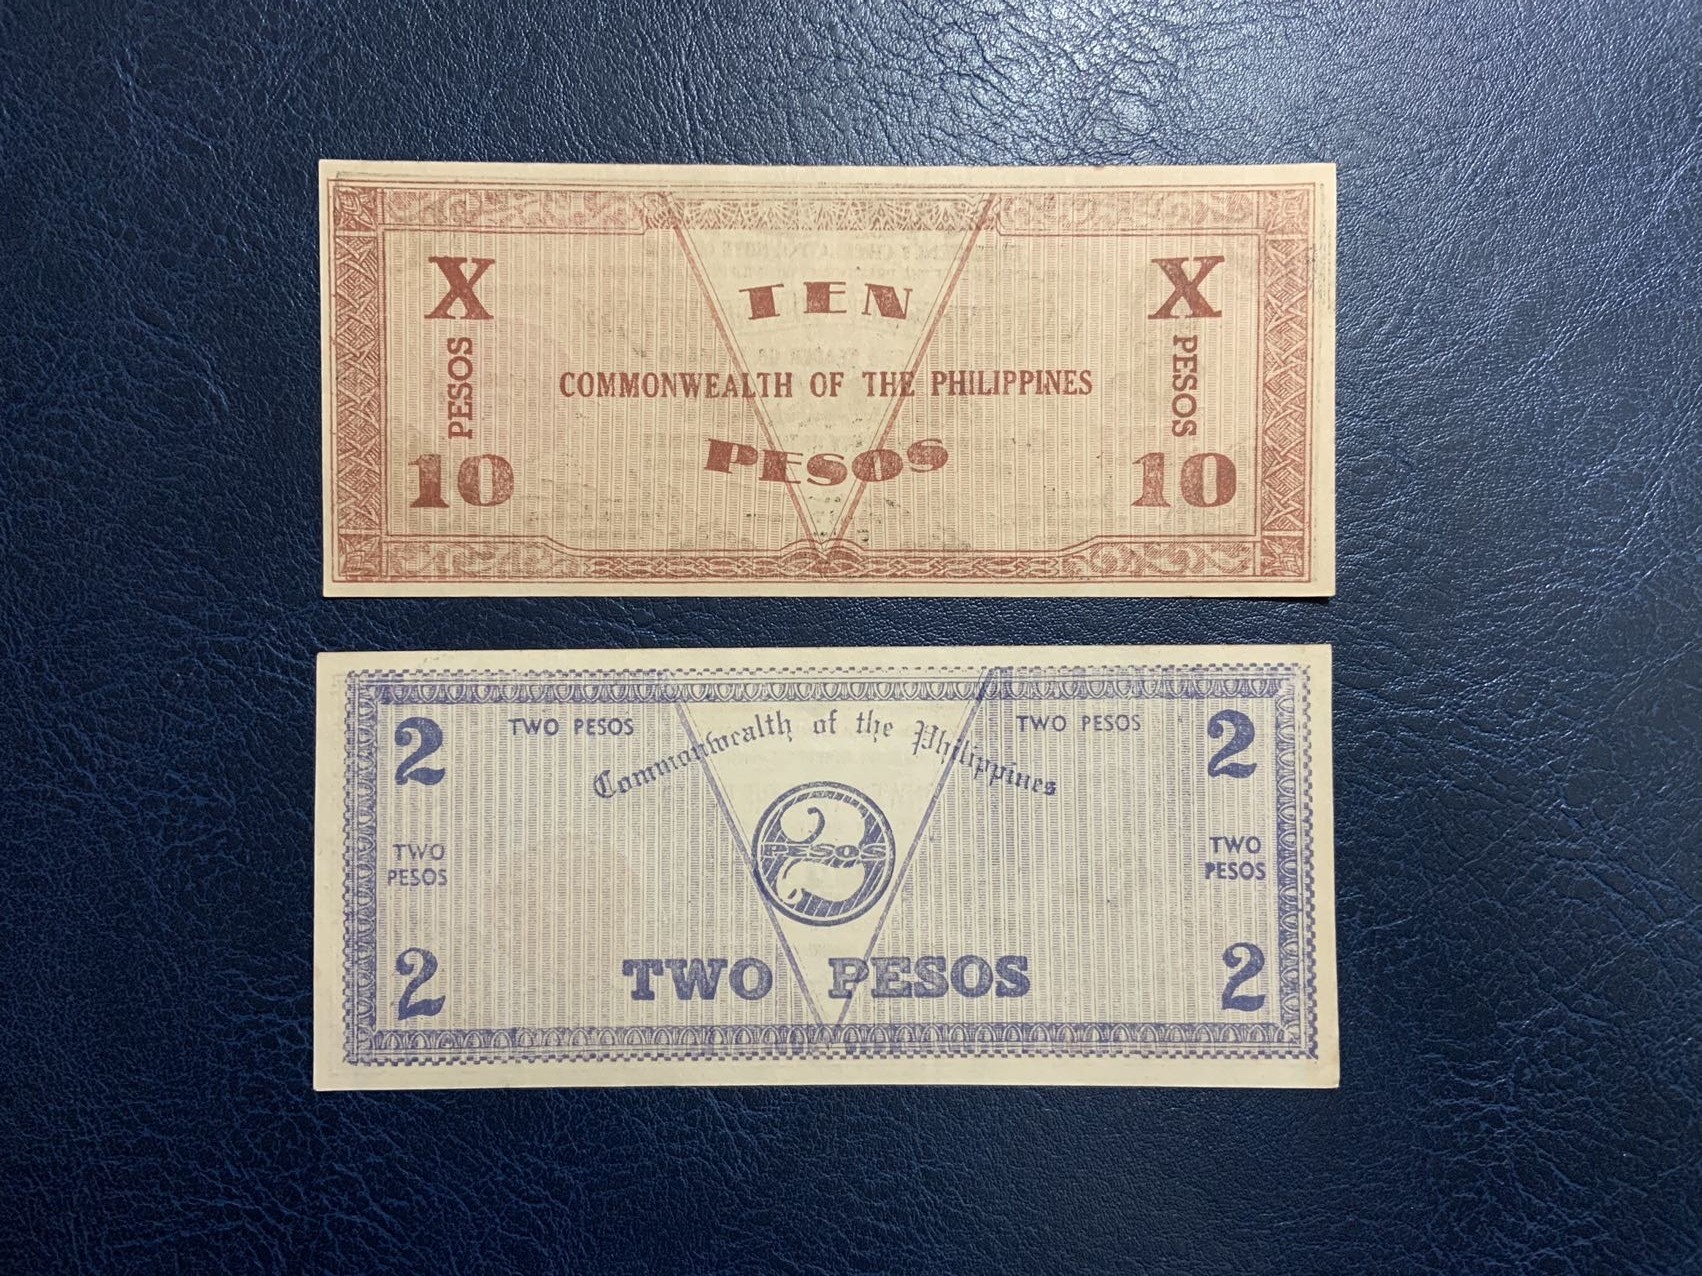 X X
TEN
PESOS PESOS
COMMONWEALTH OF THE PHILIPPINES
PESOS
10 10
2 TWO PESOS Commonwealth of the Philippines TWO PESOS 2
2
PESOS
TWO TWO
PESOS PESOS
2 TWO PESOS 2